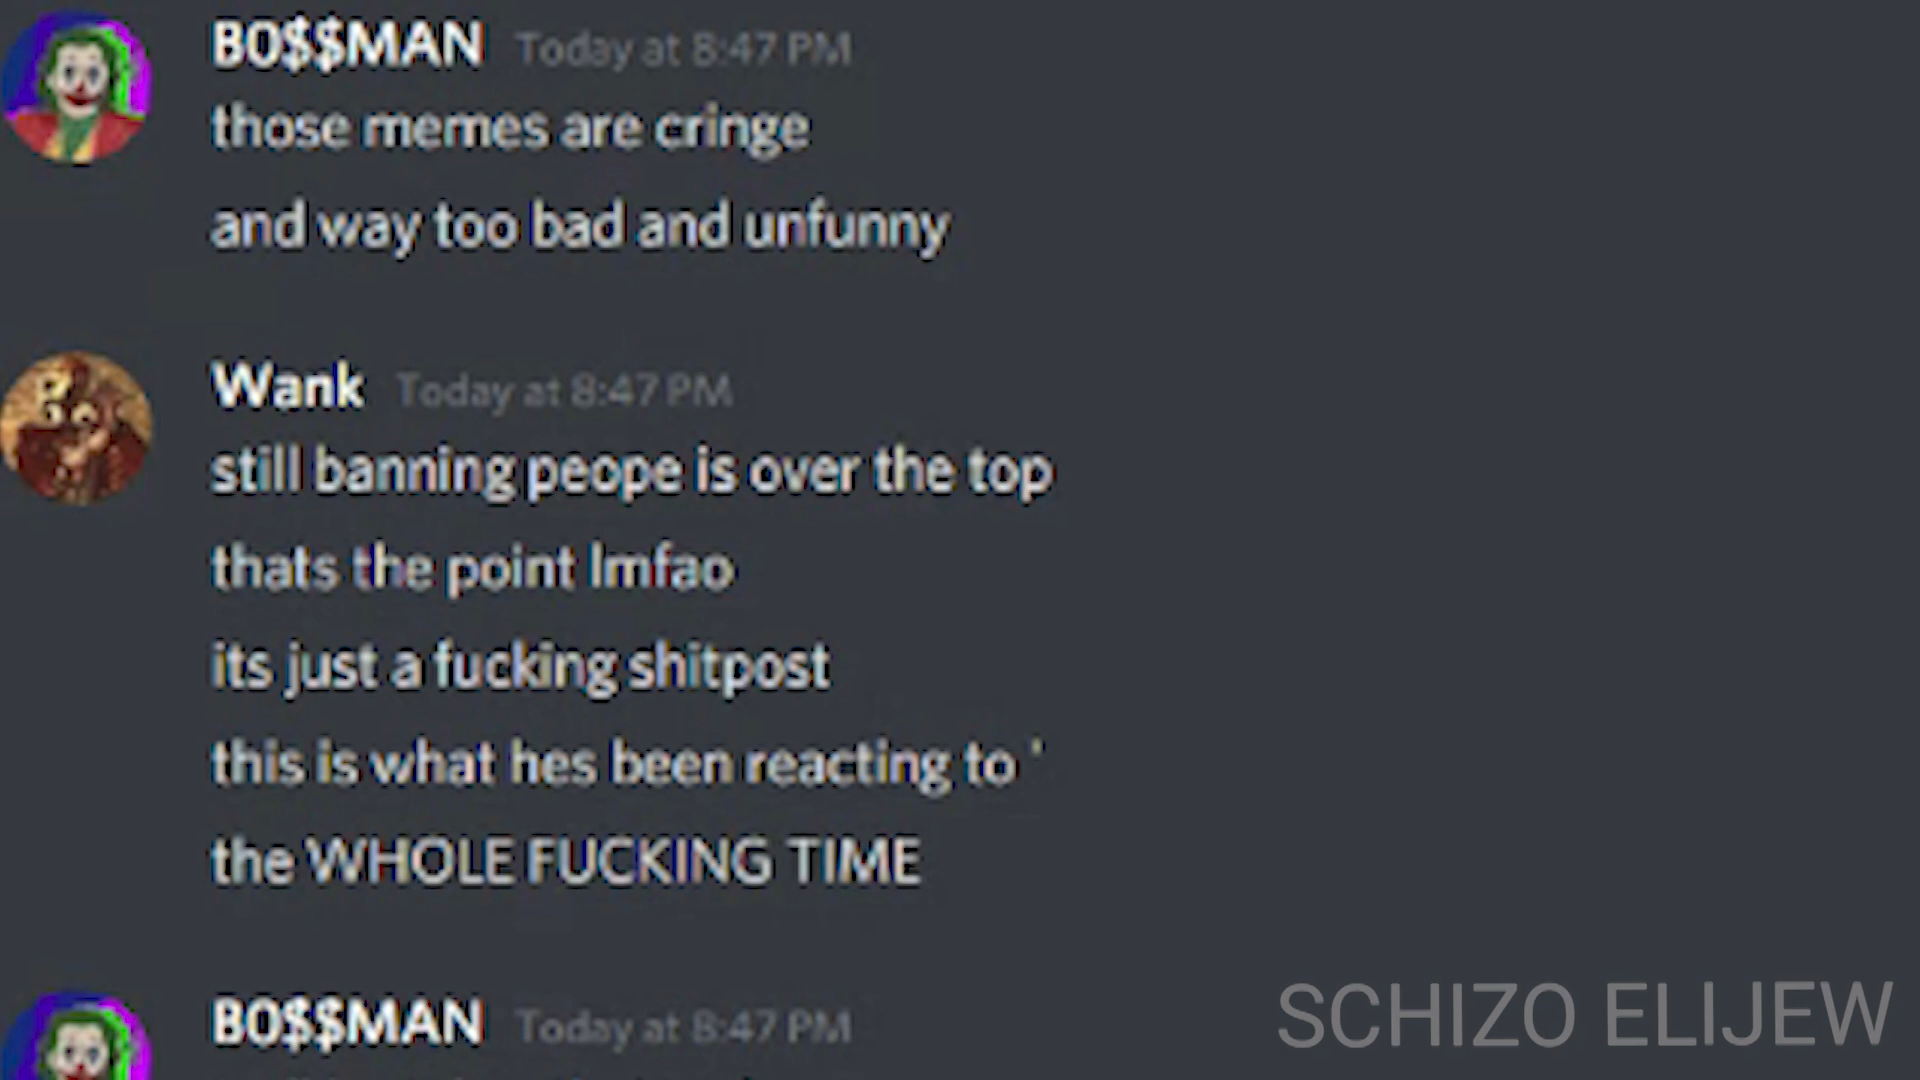 BO$$MAN Today at 8:47 PM
those memes are cringe
and way too bad and unfunny
Wank Today at 8:47 PM
still banning peope is over the top
thats the point lmfao
its just a fucking shitpost
this is what hes been reacting to '
the WHOLE FUCKING TIME
BO$$MAN Today at 8:47 PM
SCHIZO ELIJEW